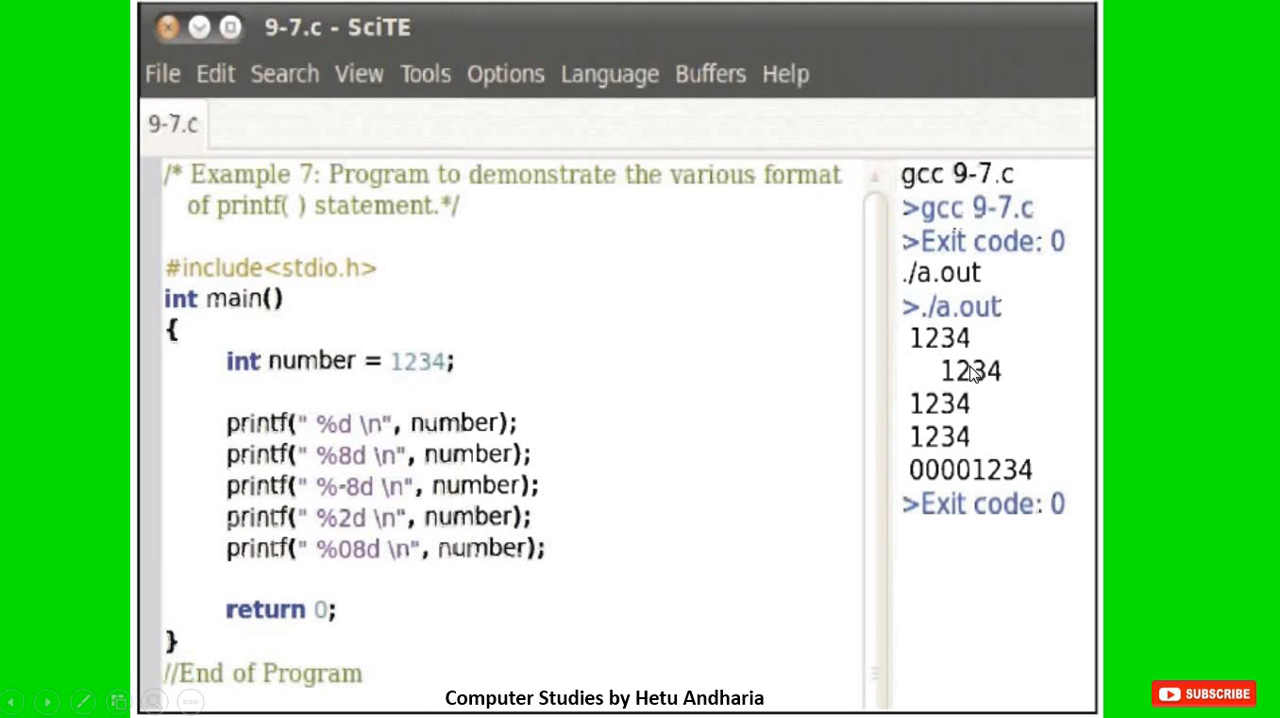 9-7.c - SciTE
File Edit Search View Tools Options Language Buffers Help
9-7.c
/* Example 7: Program to demonstrate the various format
of printf( ) statement.*/
#include<stdio.h>
int main()
{
int number = 1234;
printf(" %d \n", number);
printf(" %8d \n", number);
printf(" %-8d \n", number);
printf(" %2d \n", number);
printf(" %08d \n", number);
return 0;
}
//End of Program
gcc 9-7.c
>gcc 9-7.c
>Exit code: 0
./a.out
>./a.out
1234
1234
1234
1234
00001234
>Exit code: 0
Computer Studies by Hetu Andharia
SUBSCRIBE